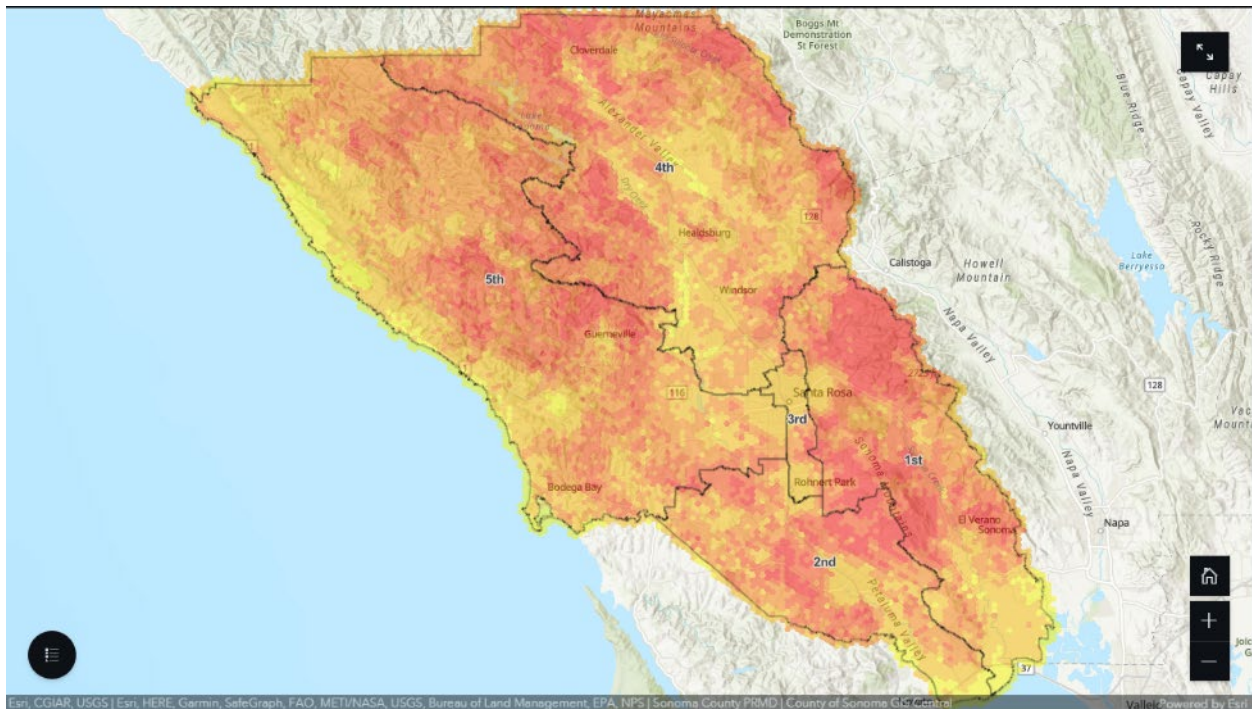 Mayacmas
Mountains
Boggs Mt
Demonstration
St Forest
Cloverdale
Capay
Hills
Capay Valley
Blue Ridge
Alexander Valley
4th
128
Rocky Ridge
Healdsburg
Calistoga
Howell
Mountain
Lake
Berryessa
5th
Windsor
Guerneville
Napa Valley
116
Santa Rosa
128
3rd
Yountville
Sonoma Mountains
1st
Napa Valley
Bodega Bay
Rohnert Park
El Verano
Sonoma
Napa
2nd
Petaluma Valley
37
Esri, CGIAR, USGS | Esri, HERE, Garmin, SafeGraph, FAO, METI/NASA, USGS, Bureau of Land Management, EPA, NPS | Sonoma County PRMD | County of Sonoma GIS Central
Powered by Esri